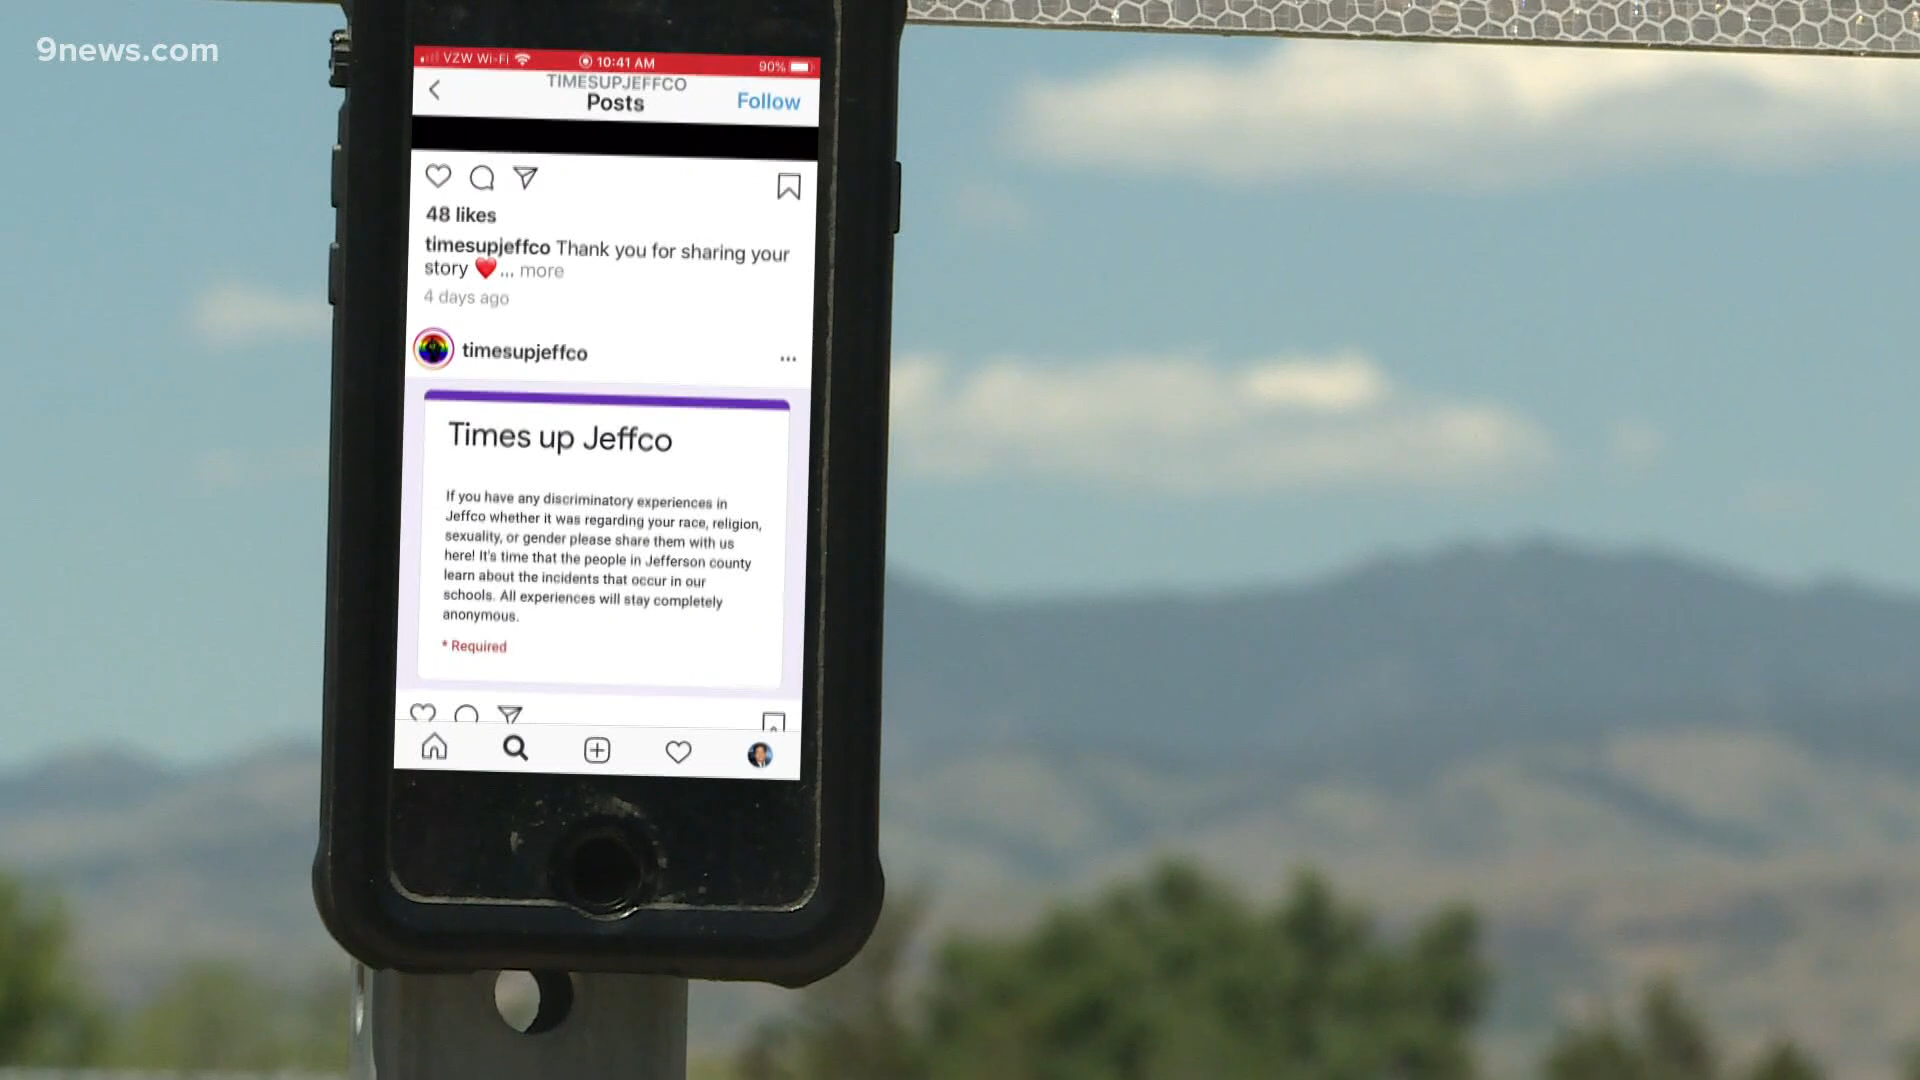 9news.com
VZW Wi-Fi 10:41 AM 90%
TIMESUPJEFFCO
Posts
Follow
48 likes
timesupjeffco Thank you for sharing your
story ❤️... more
4 days ago
timesupjeffco
Times up Jeffco
If you have any discriminatory experiences in
Jeffco whether it was regarding your race, religion,
sexuality, or gender please share them with us
here! It's time that the people in Jefferson county
learn about the incidents that occur in our
schools. All experiences will stay completely
anonymous.
* Required